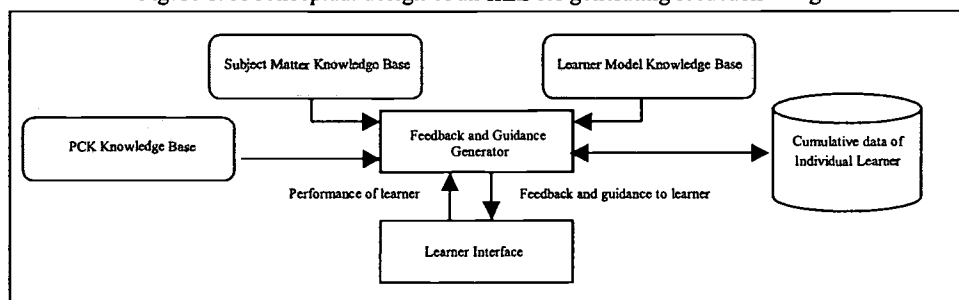 Subject Matter Knowledge Base
Learner Model Knowledge Base
PCK Knowledge Base
Feedback and Guidance
Generator
Cumulative data of
Individual Learner
Performance of learner
Feedback and guidance to learner
Learner Interface